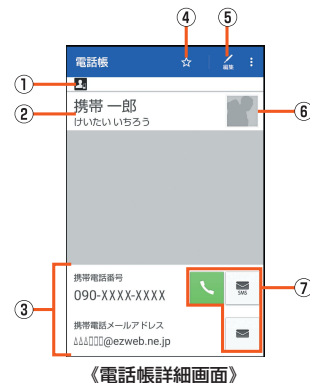 ④ ⑤
電話帳 ☆ 編集
①
② 携帯 一郎 ⑥
けいたい いちろう
携帯電話番号
③ 090-XXXX-XXXX SMS ⑦
携帯電話メールアドレス
△△△▯▯▯@ezweb.ne.jp
《電話帳詳細画面》